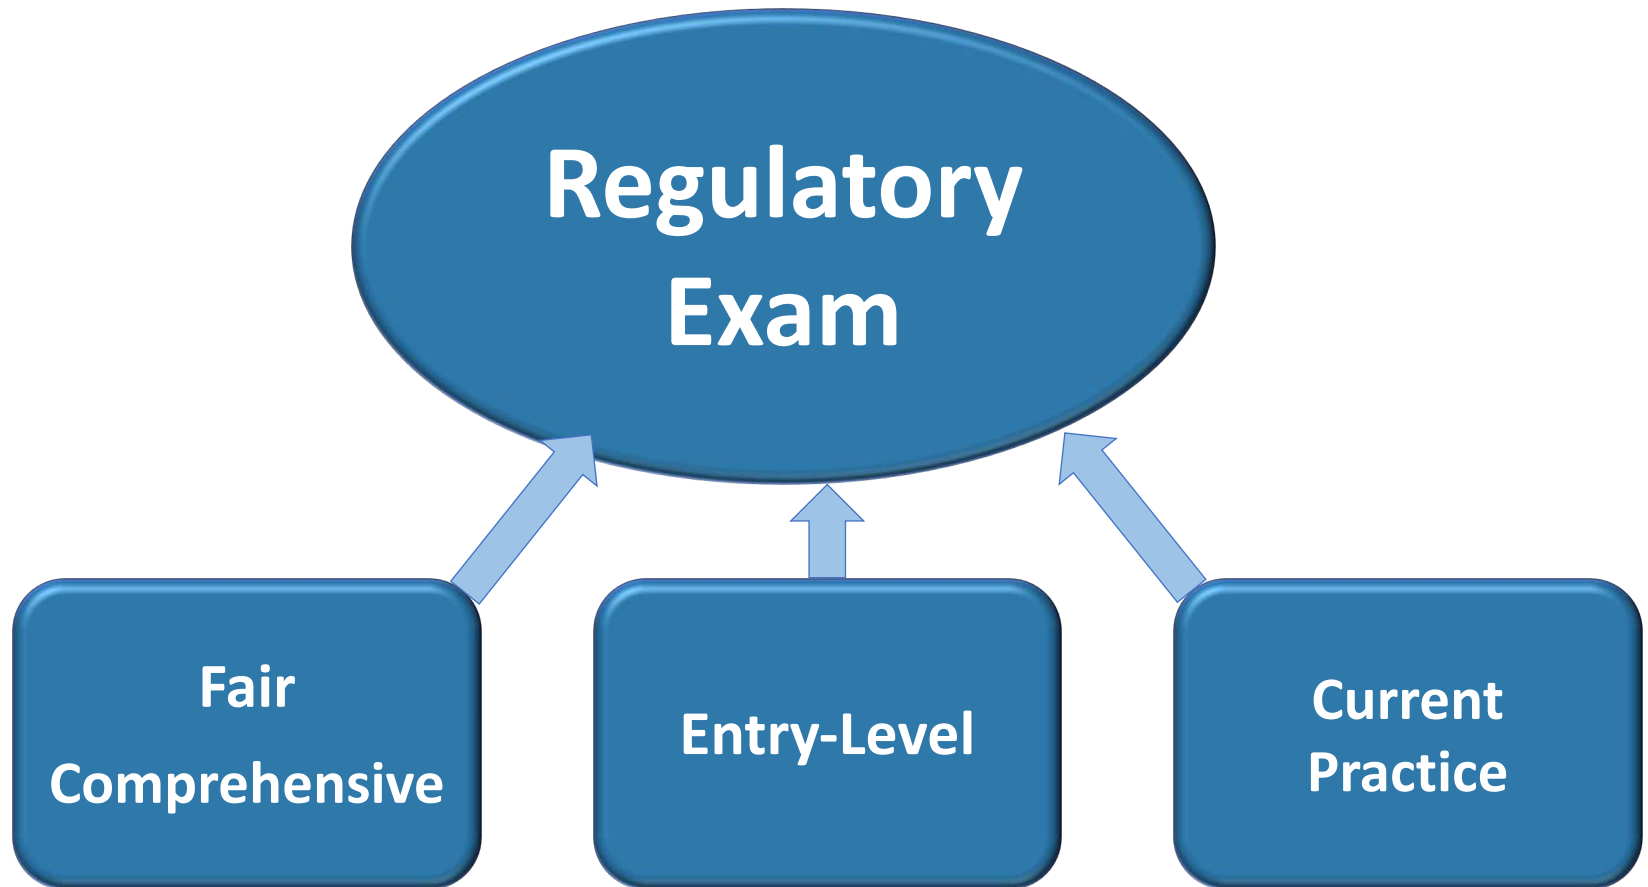 Regulatory
Exam
Fair
Comprehensive
Entry-Level
Current
Practice